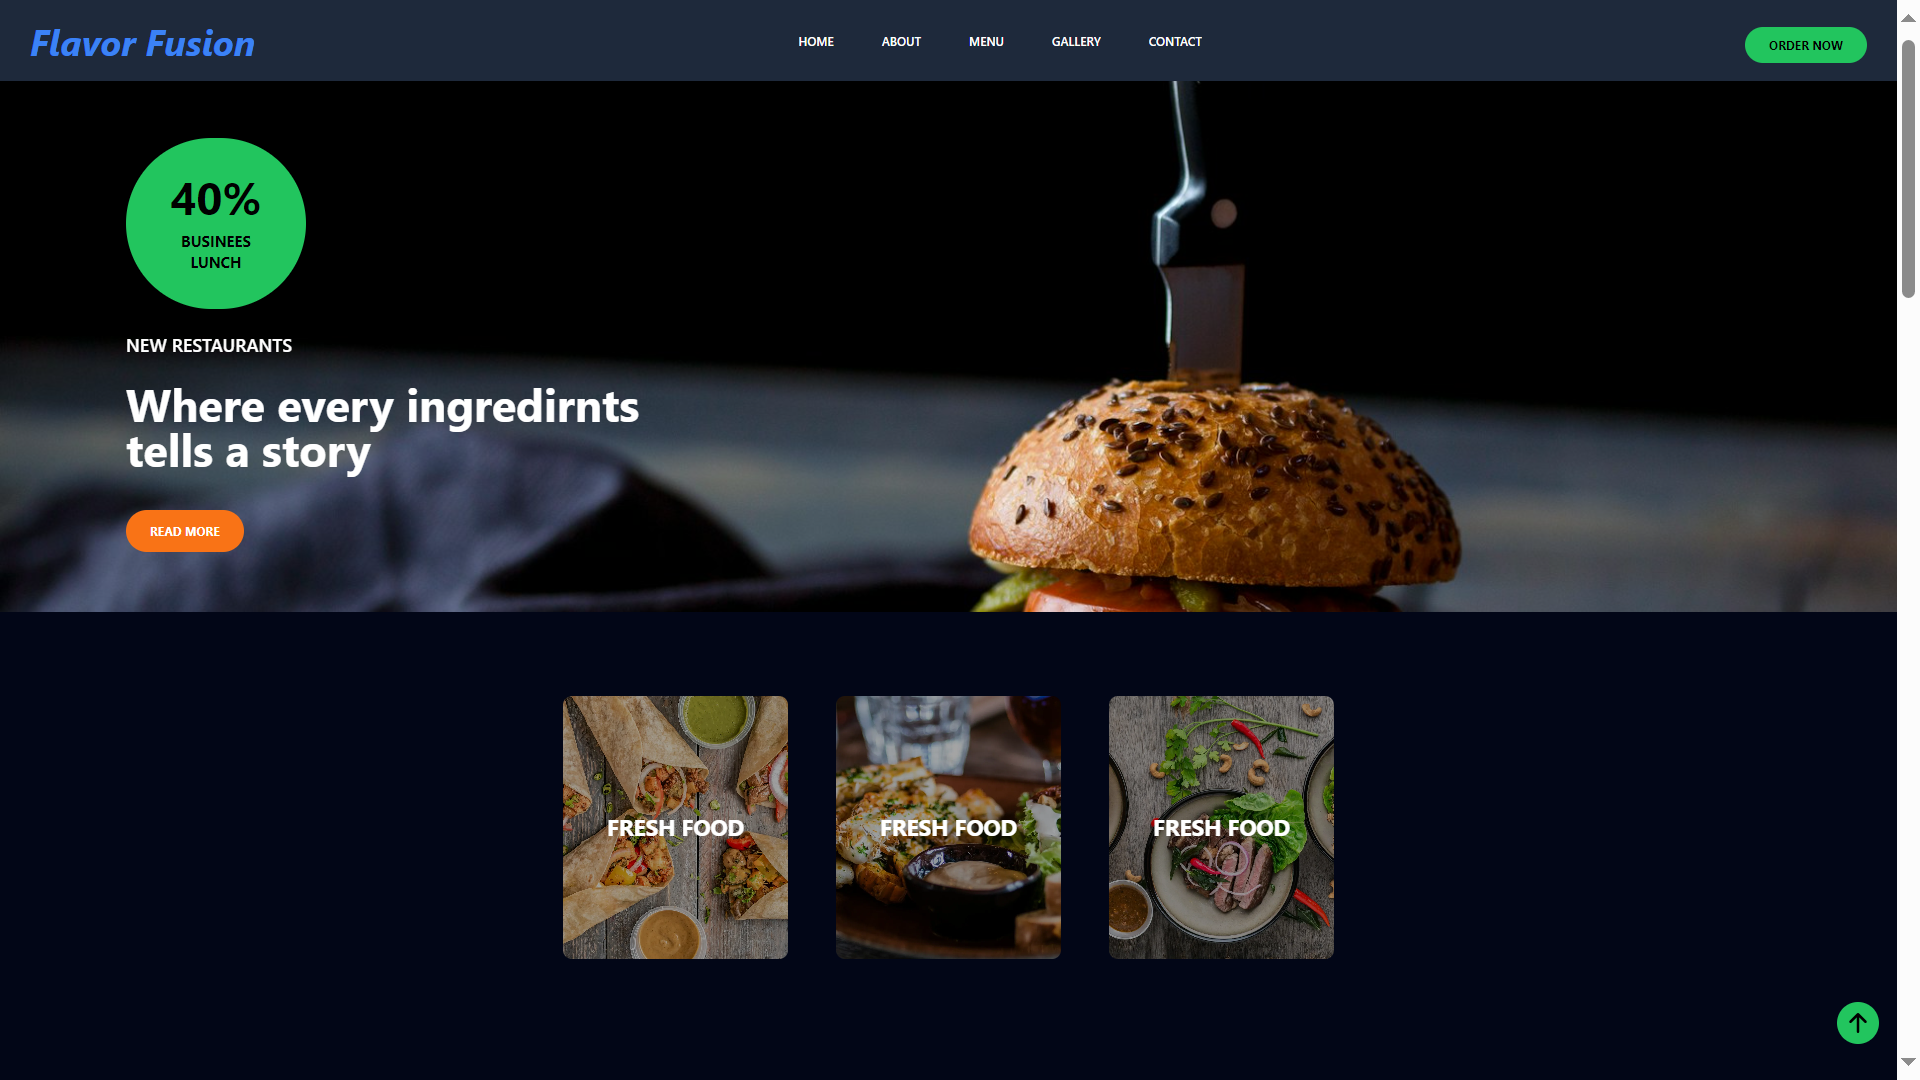 Flavor Fusion
HOME ABOUT MENU GALLERY CONTACT
ORDER NOW
40%
BUSINEES
LUNCH
NEW RESTAURANTS
Where every ingredirnts
tells a story
READ MORE
FRESH FOOD FRESH FOOD FRESH FOOD